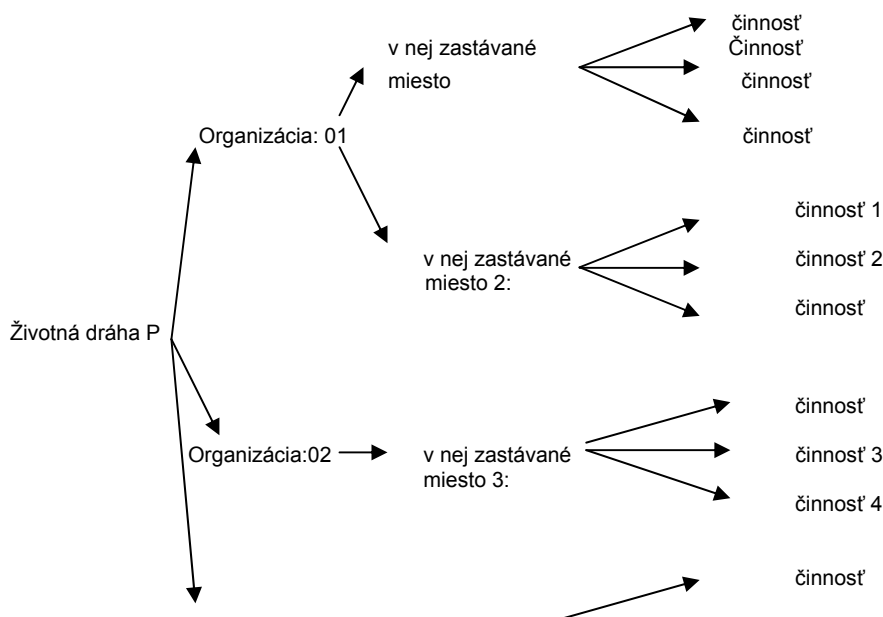 činnosť
v nej zastávané
Činnosť
miesto
činnosť
Organizácia: 01
činnosť
činnosť 1
v nej zastávané
činnosť 2
miesto 2:
činnosť
Životná dráha P
činnosť
Organizácia:02
v nej zastávané
činnosť 3
miesto 3:
činnosť 4
činnosť